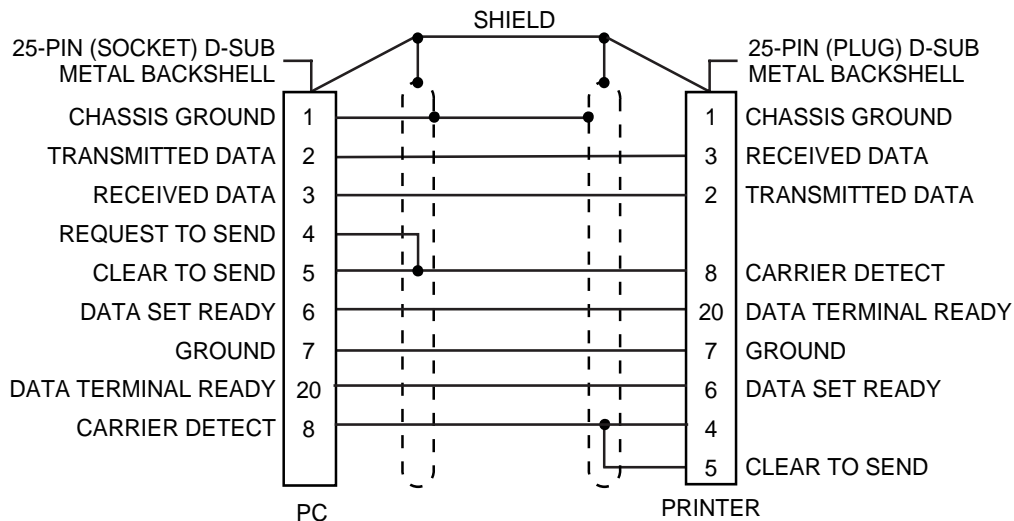 SHIELD
25-PIN (SOCKET) D-SUB
METAL BACKSHELL
25-PIN (PLUG) D-SUB
METAL BACKSHELL
CHASSIS GROUND 1 1 CHASSIS GROUND
TRANSMITTED DATA 2 3 RECEIVED DATA
RECEIVED DATA 3 2 TRANSMITTED DATA
REQUEST TO SEND 4
CLEAR TO SEND 5 8 CARRIER DETECT
DATA SET READY 6 20 DATA TERMINAL READY
GROUND 7 7 GROUND
DATA TERMINAL READY 20 6 DATA SET READY
CARRIER DETECT 8 4
5 CLEAR TO SEND
PC PRINTER